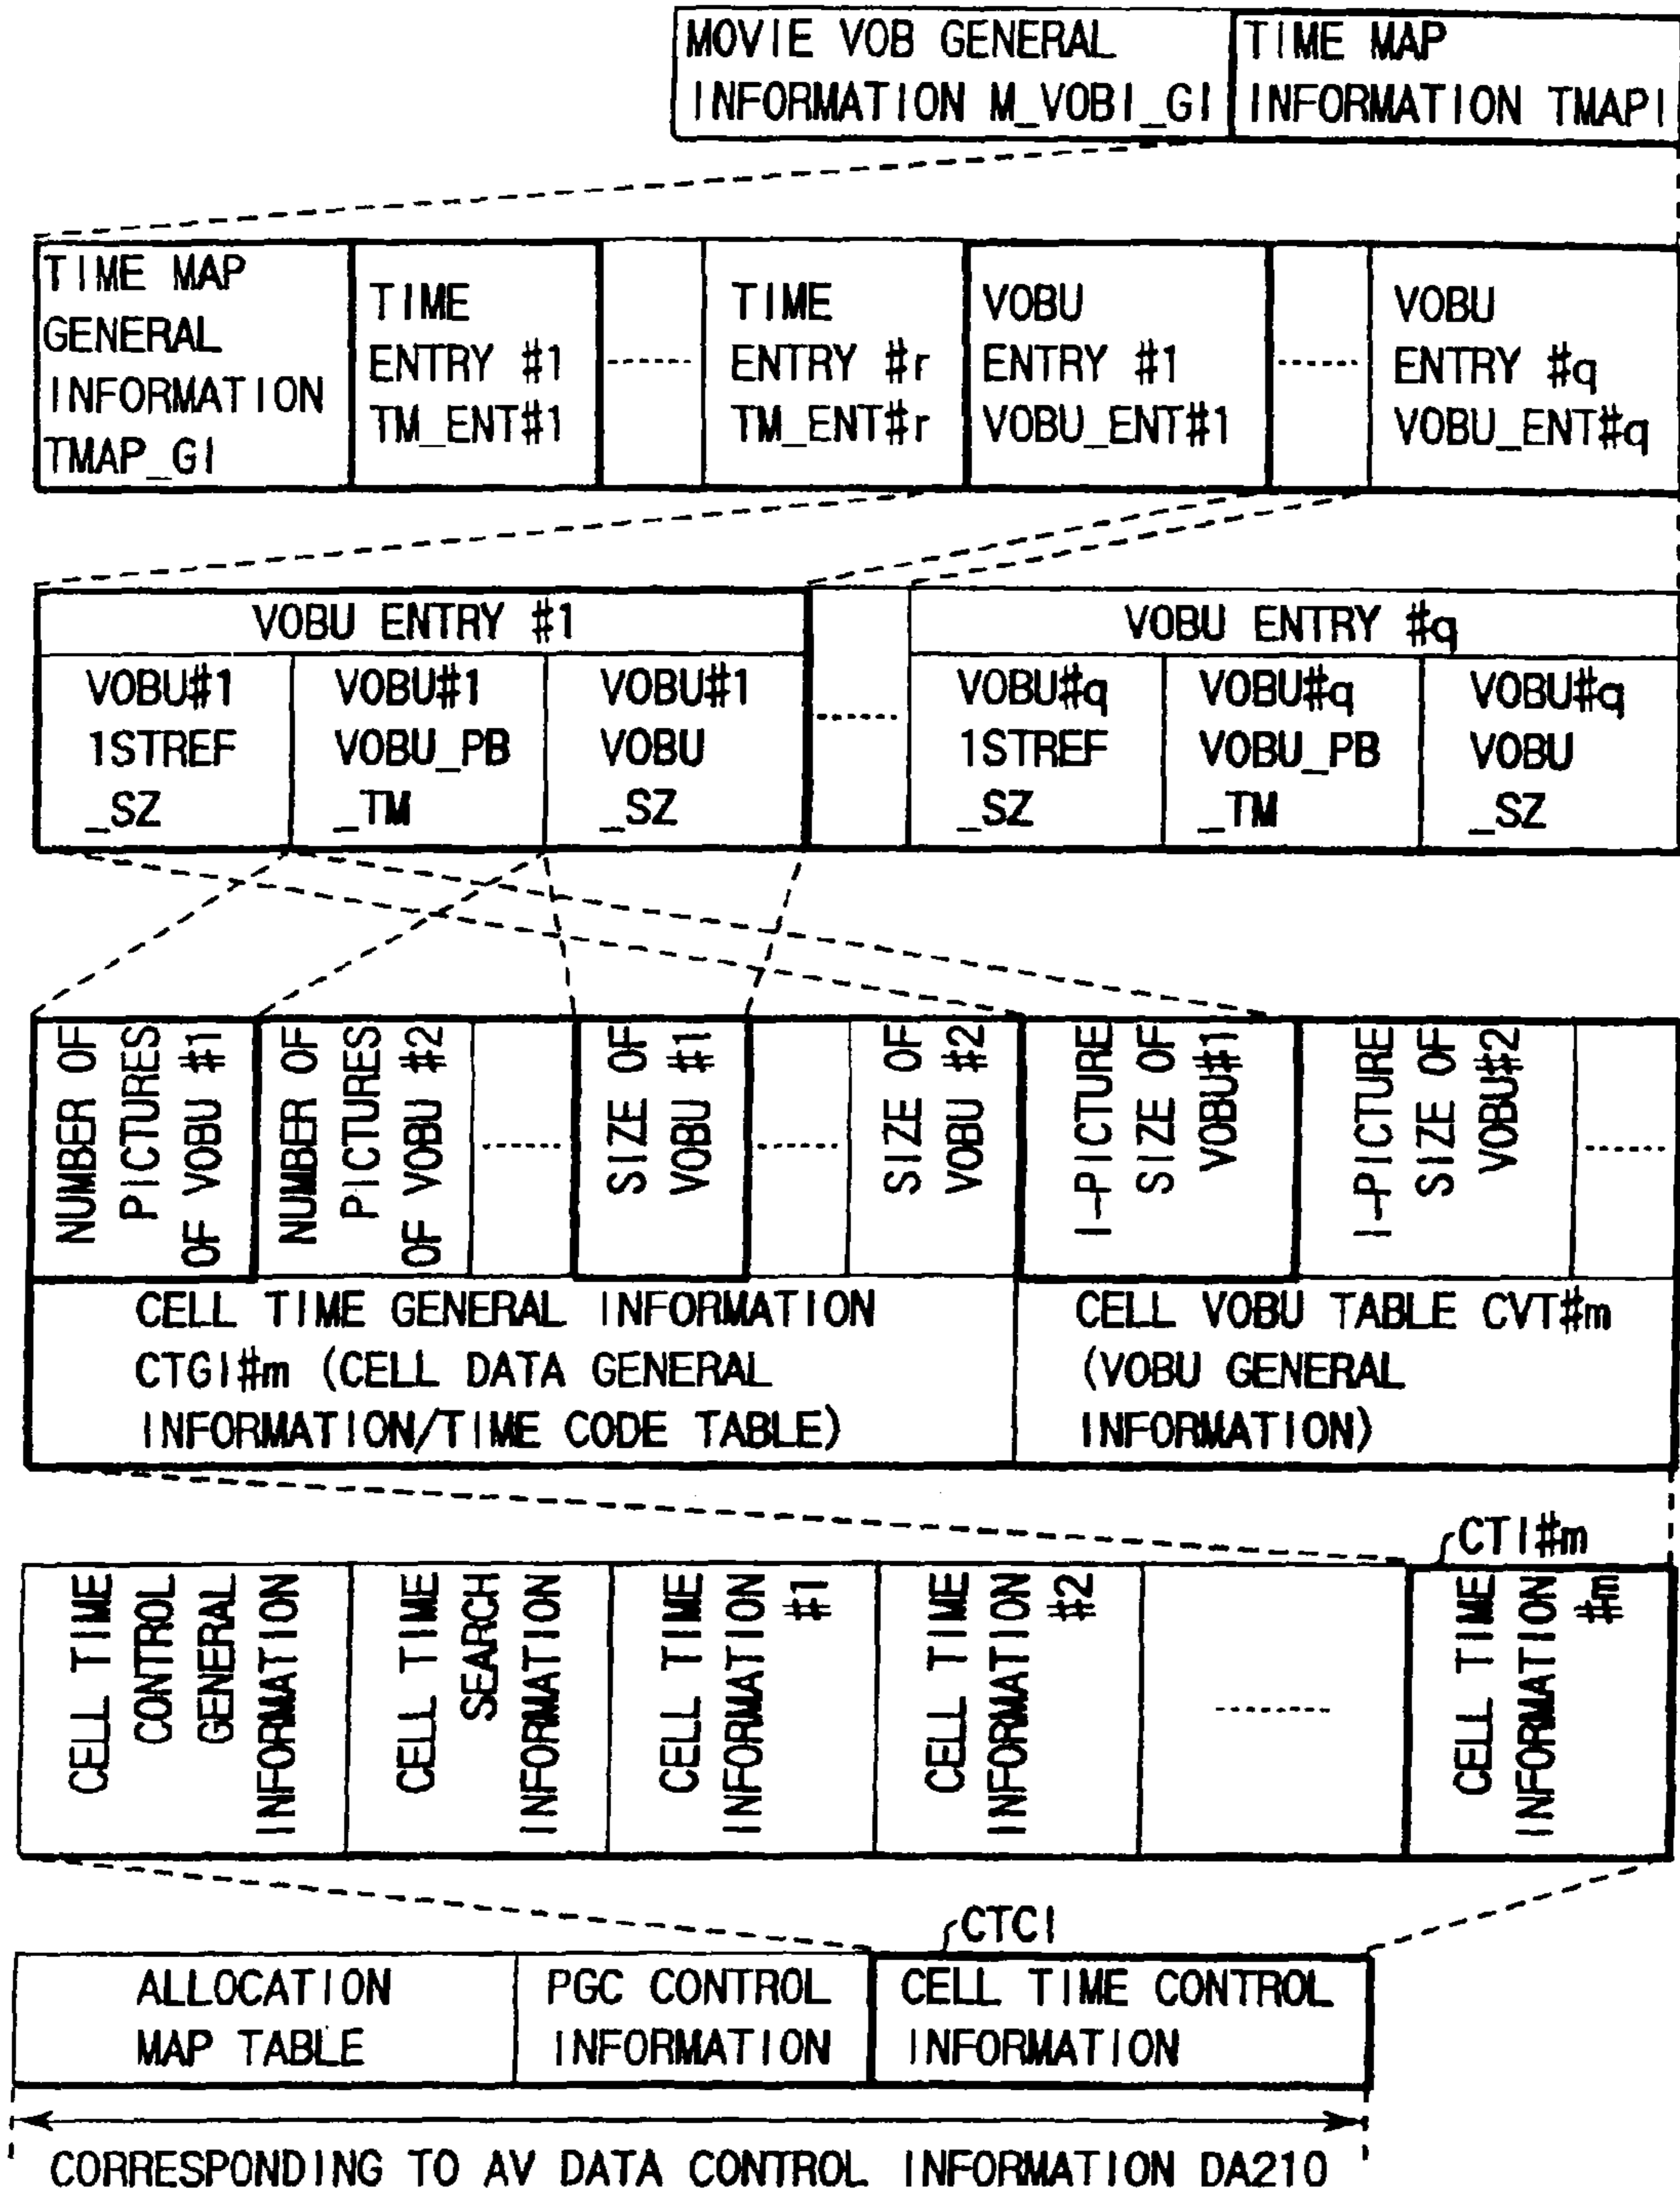 MOVIE VOB GENERAL
INFORMATION M_VOBI_GI
TIME MAP
INFORMATION TMAPI
TIME MAP
GENERAL
INFORMATION
TMAP_GI
TIME
ENTRY #1
TM_ENT#1
TIME
ENTRY #r
TM_ENT#r
VOBU
ENTRY #1
VOBU_ENT#1
VOBU
ENTRY #q
VOBU_ENT#q
VOBU ENTRY #1
VOBU ENTRY #q
VOBU#1
1STREF
_SZ
VOBU#1
VOBU_PB
_TM
VOBU#1
VOBU
_SZ
VOBU#q
1STREF
_SZ
VOBU#q
VOBU_PB
_TM
VOBU#q
VOBU
_SZ
NUMBER OF
PICTURES
OF VOBU #1
NUMBER OF
PICTURES
OF VOBU #2
SIZE OF
VOBU #1
SIZE OF
VOBU #2
I-PICTURE
SIZE OF
VOBU#1
I-PICTURE
SIZE OF
VOBU#2
CELL TIME GENERAL INFORMATION
CTGI#m (CELL DATA GENERAL
INFORMATION/TIME CODE TABLE)
CELL VOBU TABLE CVT#m
(VOBU GENERAL
INFORMATION)
CTI#m
CELL TIME
CONTROL
GENERAL
INFORMATION
CELL TIME
SEARCH
INFORMATION
CELL TIME
INFORMATION
#1
CELL TIME
INFORMATION
#2
CELL TIME
INFORMATION
#m
CTCI
ALLOCATION
MAP TABLE
PGC CONTROL
INFORMATION
CELL TIME CONTROL
INFORMATION
CORRESPONDING TO AV DATA CONTROL INFORMATION DA210